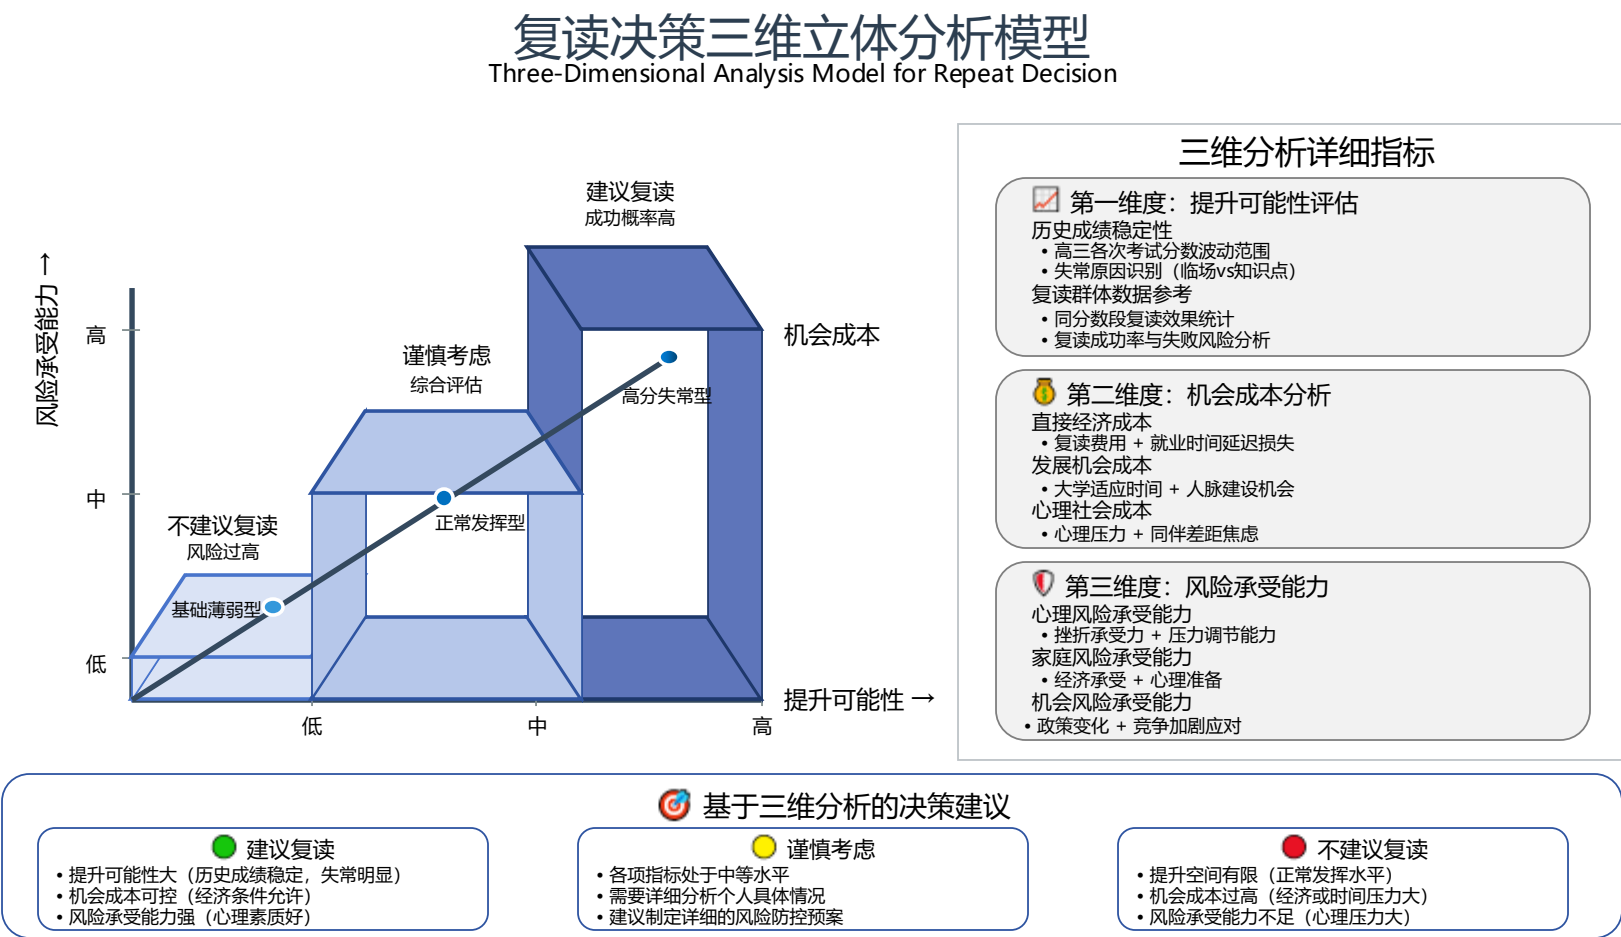 复读决策三维立体分析模型
Three-Dimensional Analysis Model for Repeat Decision
风险承受能力 →
高
中
低
建议复读
成功概率高
谨慎考虑
综合评估
不建议复读
风险过高
基础薄弱型
正常发挥型
高分失常型
机会成本
提升可能性 →
低
中
高
三维分析详细指标
第一维度：提升可能性评估
历史成绩稳定性
• 高三各次考试分数波动范围
• 失常原因识别（临场vs知识点）
复读群体数据参考
• 同分数段复读效果统计
• 复读成功率与失败风险分析
第二维度：机会成本分析
直接经济成本
• 复读费用 + 就业时间延迟损失
发展机会成本
• 大学适应时间 + 人脉建设机会
心理社会成本
• 心理压力 + 同伴差距焦虑
第三维度：风险承受能力
心理风险承受能力
• 挫折承受力 + 压力调节能力
家庭风险承受能力
• 经济承受 + 心理准备
机会风险承受能力
• 政策变化 + 竞争加剧应对
基于三维分析的决策建议
建议复读
• 提升可能性大（历史成绩稳定，失常明显）
• 机会成本可控（经济条件允许）
• 风险承受能力强（心理素质好）
谨慎考虑
• 各项指标处于中等水平
• 需要详细分析个人具体情况
• 建议制定详细的风险防控预案
不建议复读
• 提升空间有限（正常发挥水平）
• 机会成本过高（经济或时间压力大）
• 风险承受能力不足（心理压力大）